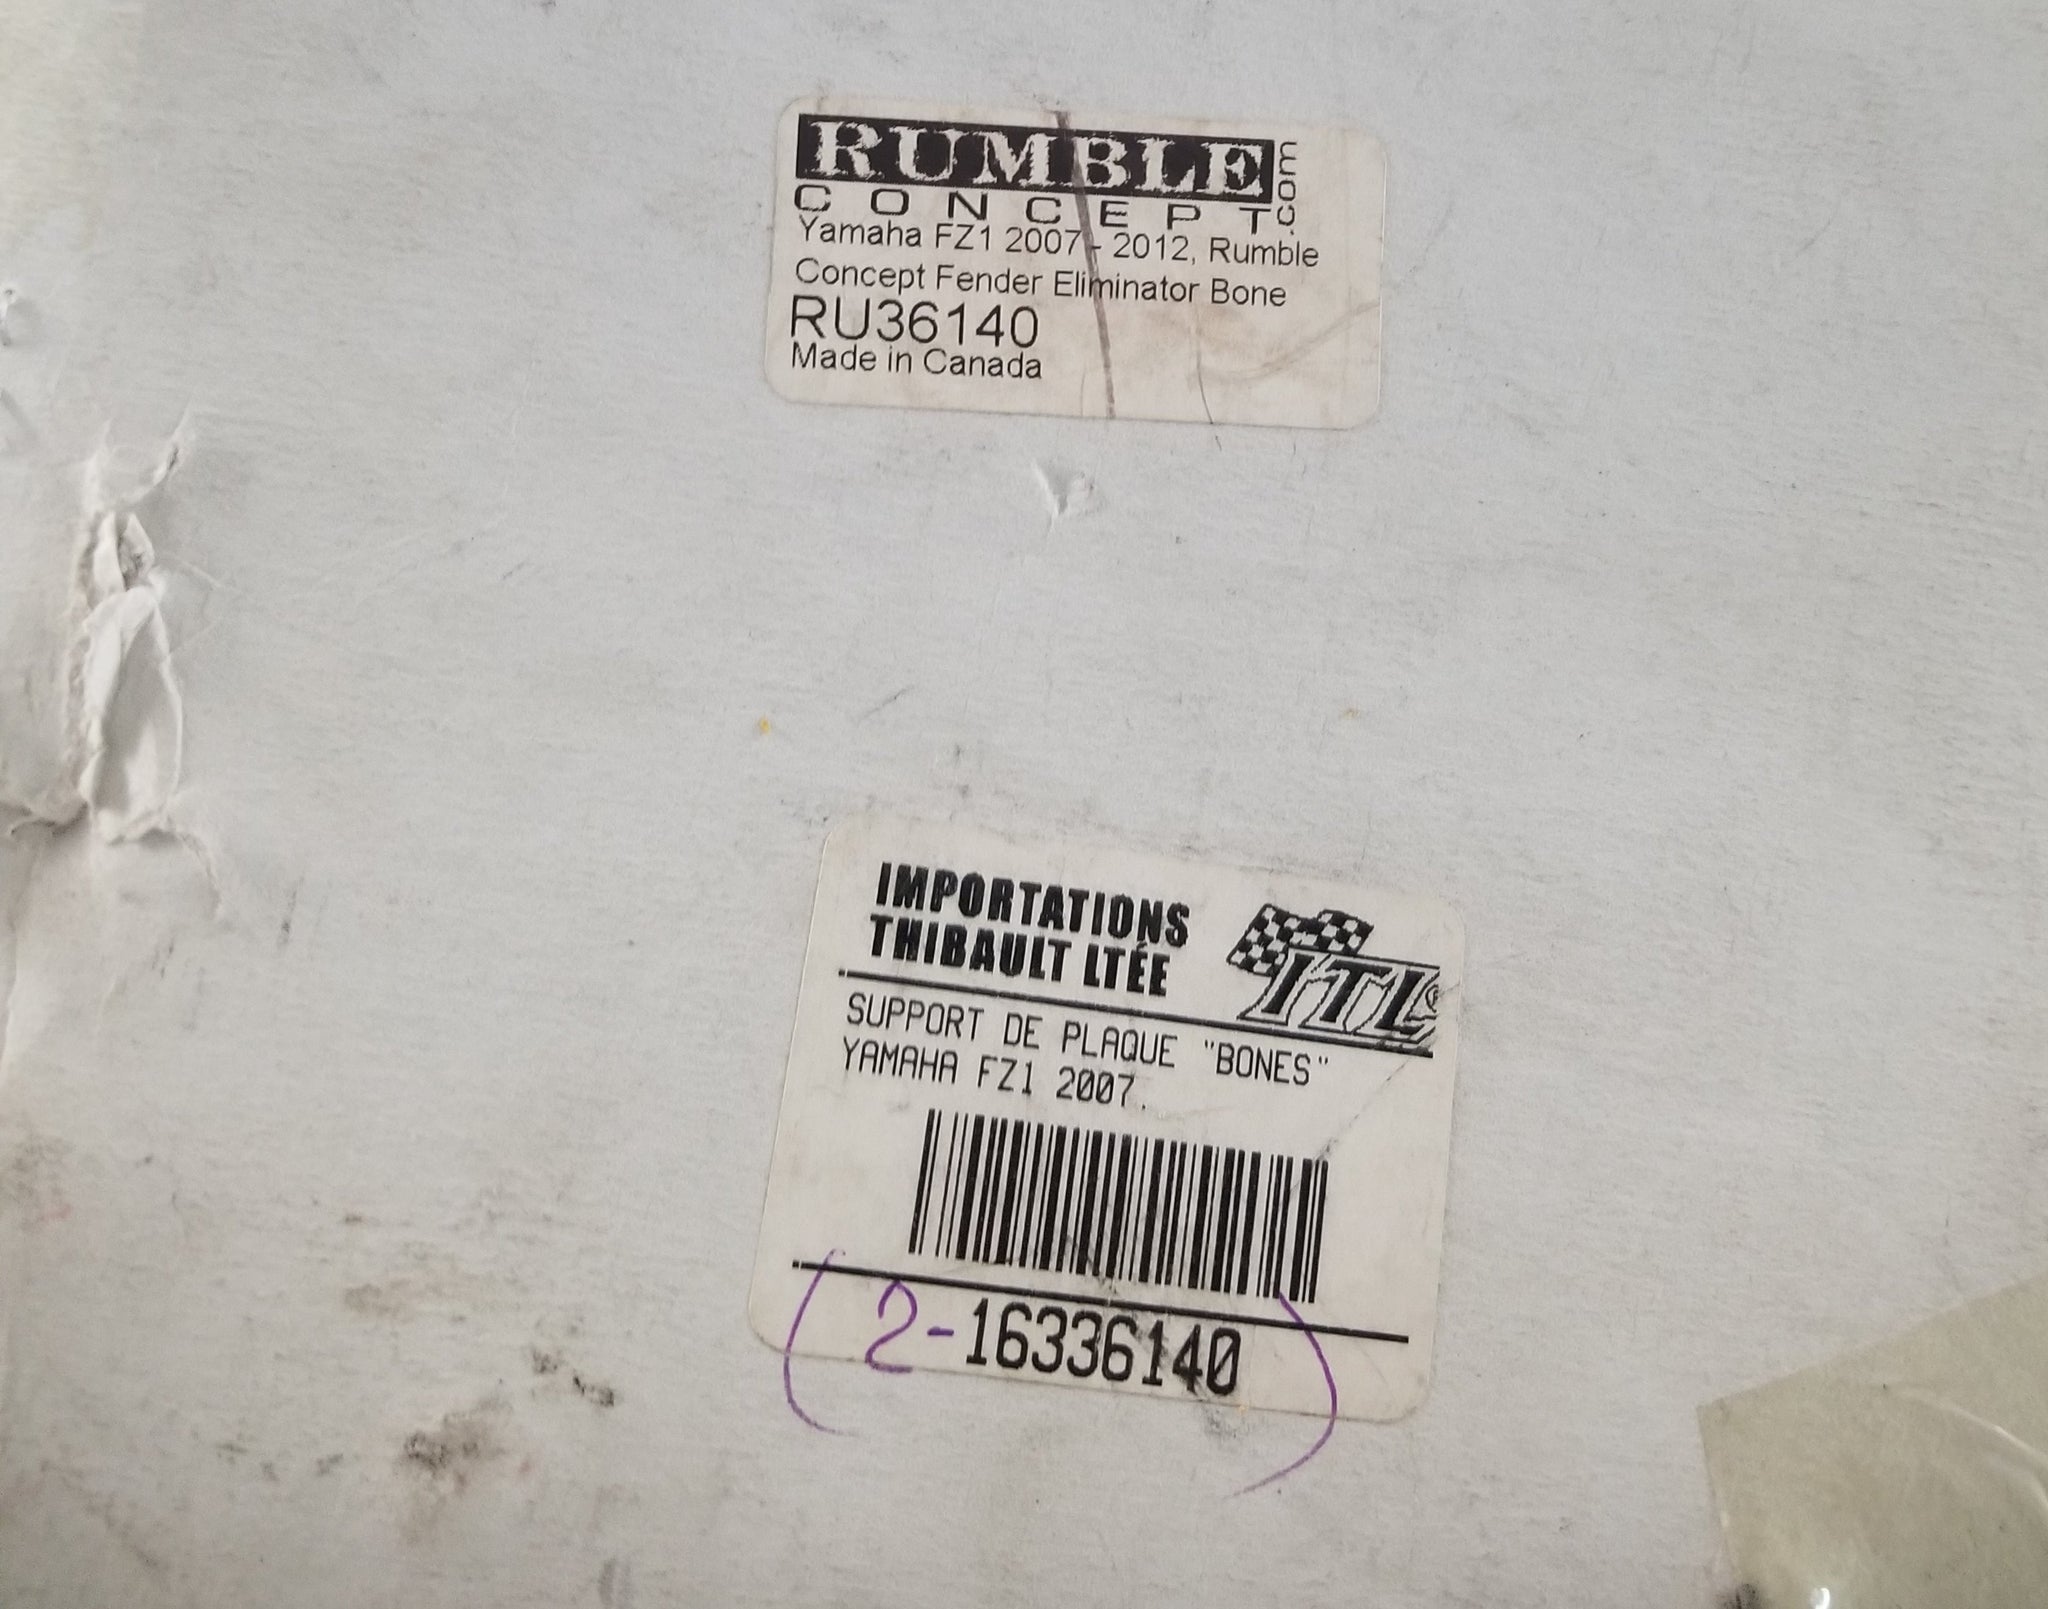 RUMBLE
CONCEPT.com
Yamaha FZ1 2007 - 2012, Rumble
Concept Fender Eliminator Bone
RU36140
Made in Canada
IMPORTATIONS
THIBAULT LTÉE
ITL®
SUPPORT DE PLAQUE "BONES"
YAMAHA FZ1 2007.
(2-16336140)